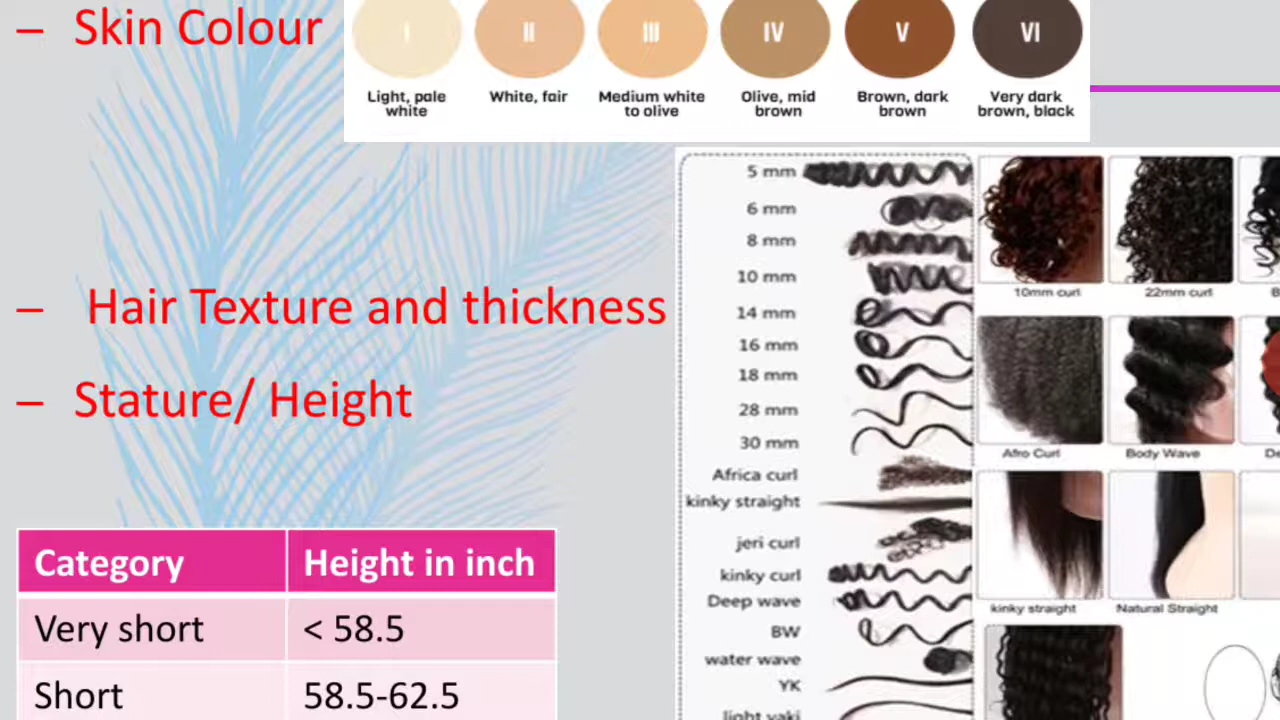 – Skin Colour
I II III IV V VI
Light, pale white
White, fair
Medium white to olive
Olive, mid brown
Brown, dark brown
Very dark brown, black
– Hair Texture and thickness
– Stature/ Height
Category Height in inch
Very short < 58.5
Short 58.5-62.5
5 mm
6 mm
8 mm
10 mm
14 mm
16 mm
18 mm
28 mm
30 mm
Africa curl
kinky straight
jeri curl
kinky curl
Deep wave
BW
water wave
YK
light yaki
10mm curl
22mm curl
Afro Curl
Body Wave
De
kinky straight
Natural Straight